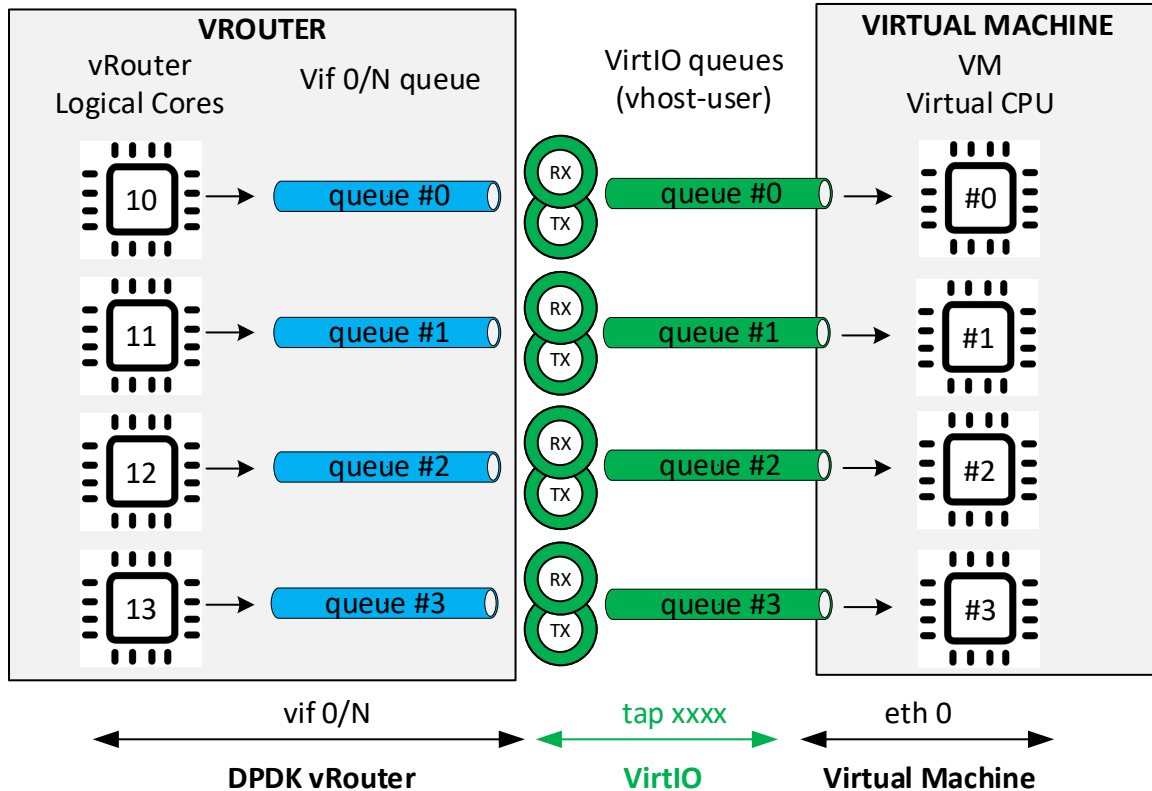 VROUTER
VIRTUAL MACHINE
vRouter
Logical Cores
Vif 0/N queue
VirtIO queues
(vhost-user)
VM
Virtual CPU
10
queue #0
RX
TX
queue #0
#0
11
queue #1
RX
TX
queue #1
#1
12
queue #2
RX
TX
queue #2
#2
13
queue #3
RX
TX
queue #3
#3
vif 0/N
tap xxxx
eth 0
DPDK vRouter
VirtIO
Virtual Machine